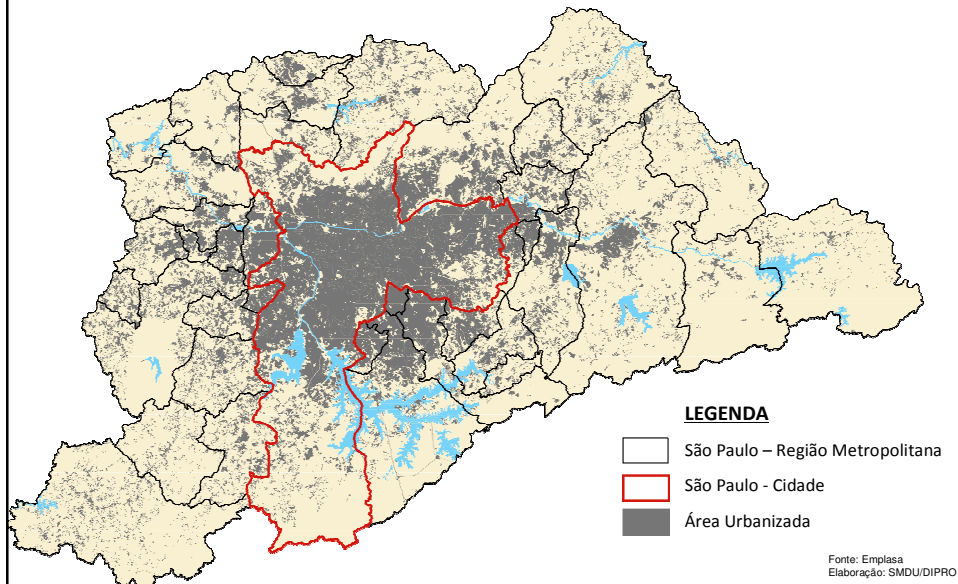 LEGENDA
São Paulo – Região Metropolitana
São Paulo - Cidade
Área Urbanizada
Fonte: Emplasa
Elaboração: SMDU/DIPRO